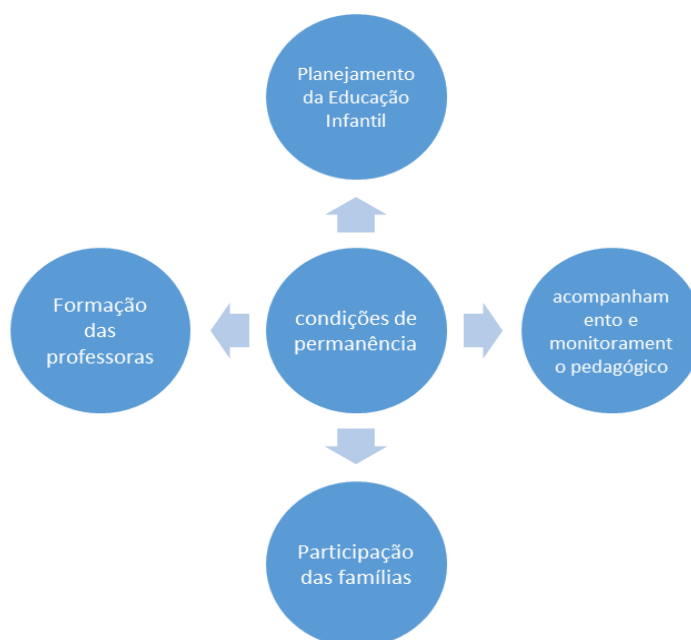 Planejamento
da Educação
Infantil
Formação
das
professoras
condições de
permanência
acompanham
ento e
monitorament
o pedagógico
Participação
das famílias